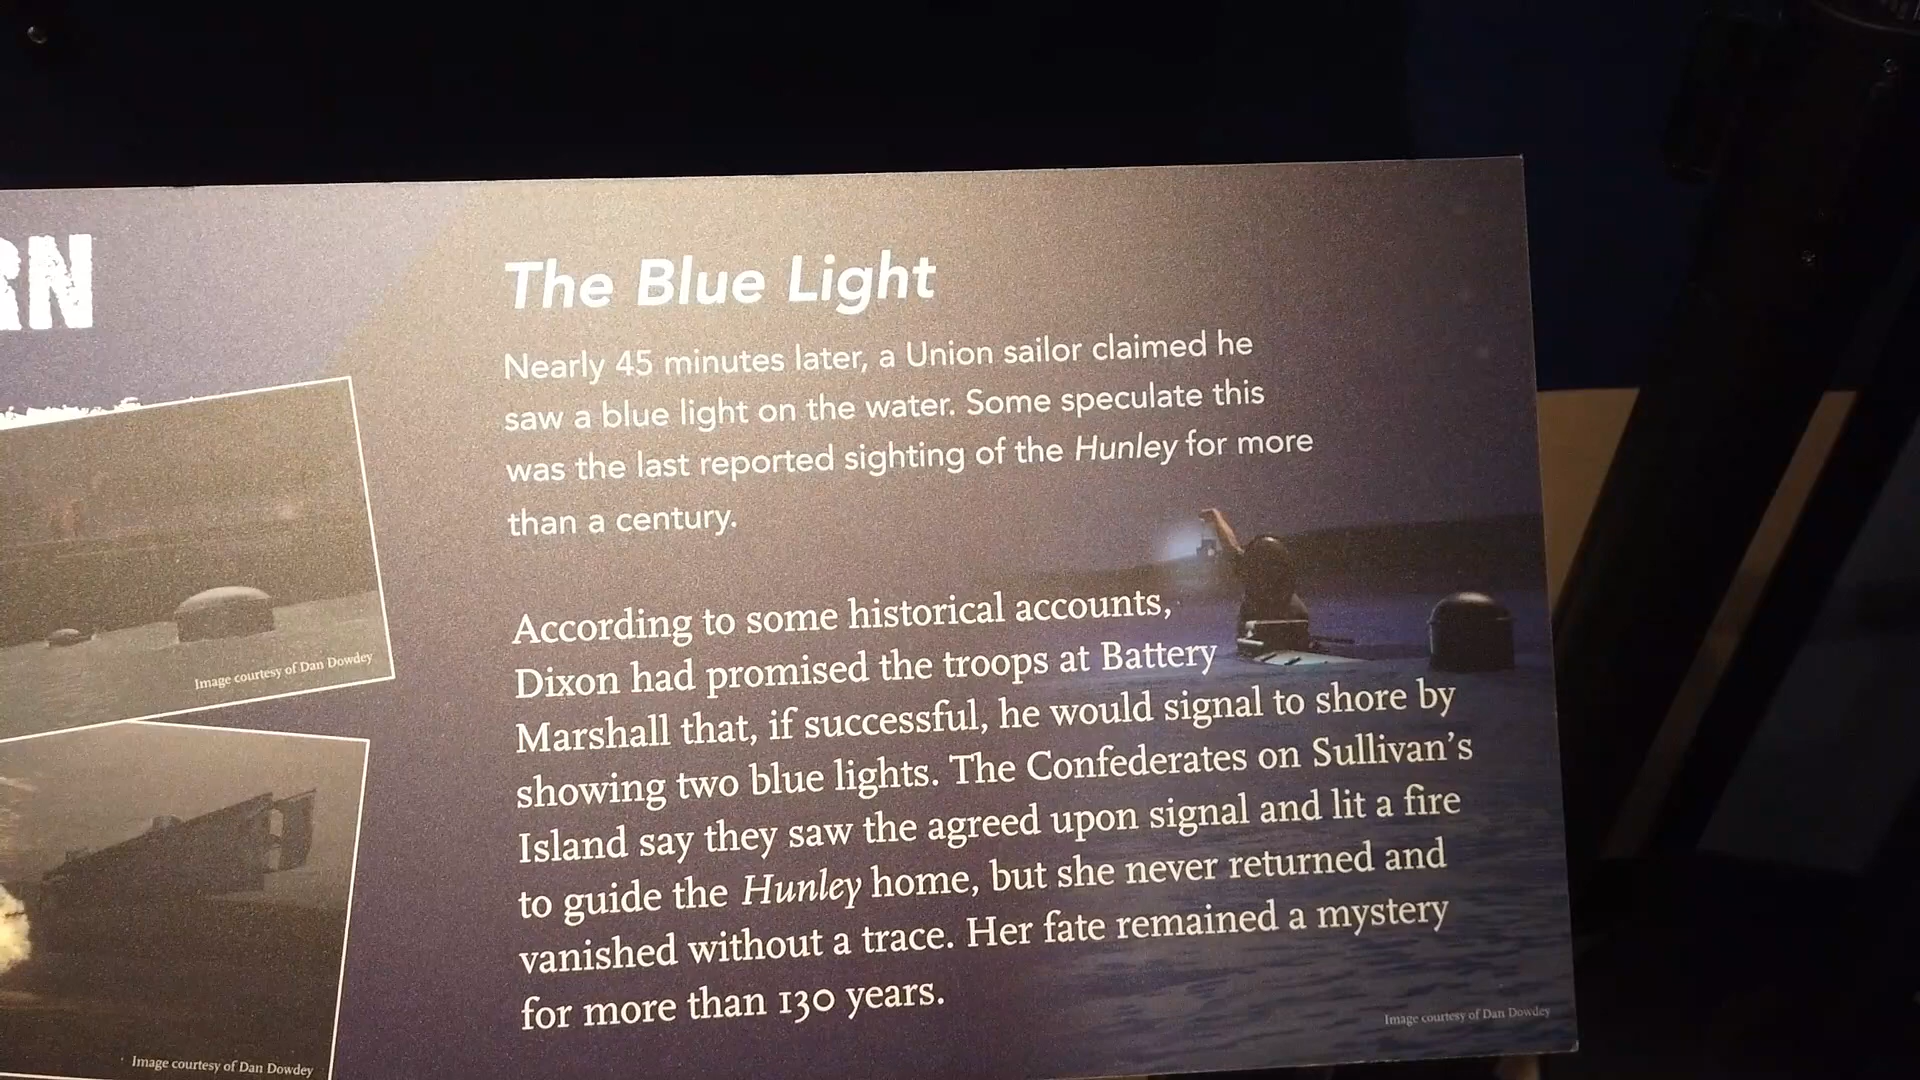 RN
The Blue Light
Nearly 45 minutes later, a Union sailor claimed he
saw a blue light on the water. Some speculate this
was the last reported sighting of the Hunley for more
than a century.
According to some historical accounts,
Dixon had promised the troops at Battery
Marshall that, if successful, he would signal to shore by
showing two blue lights. The Confederates on Sullivan's
Island say they saw the agreed upon signal and lit a fire
to guide the Hunley home, but she never returned and
vanished without a trace. Her fate remained a mystery
for more than 130 years.
Image courtesy of Dan Dowdey
Image courtesy of Dan Dowdey
Image courtesy of Dan Dowdey